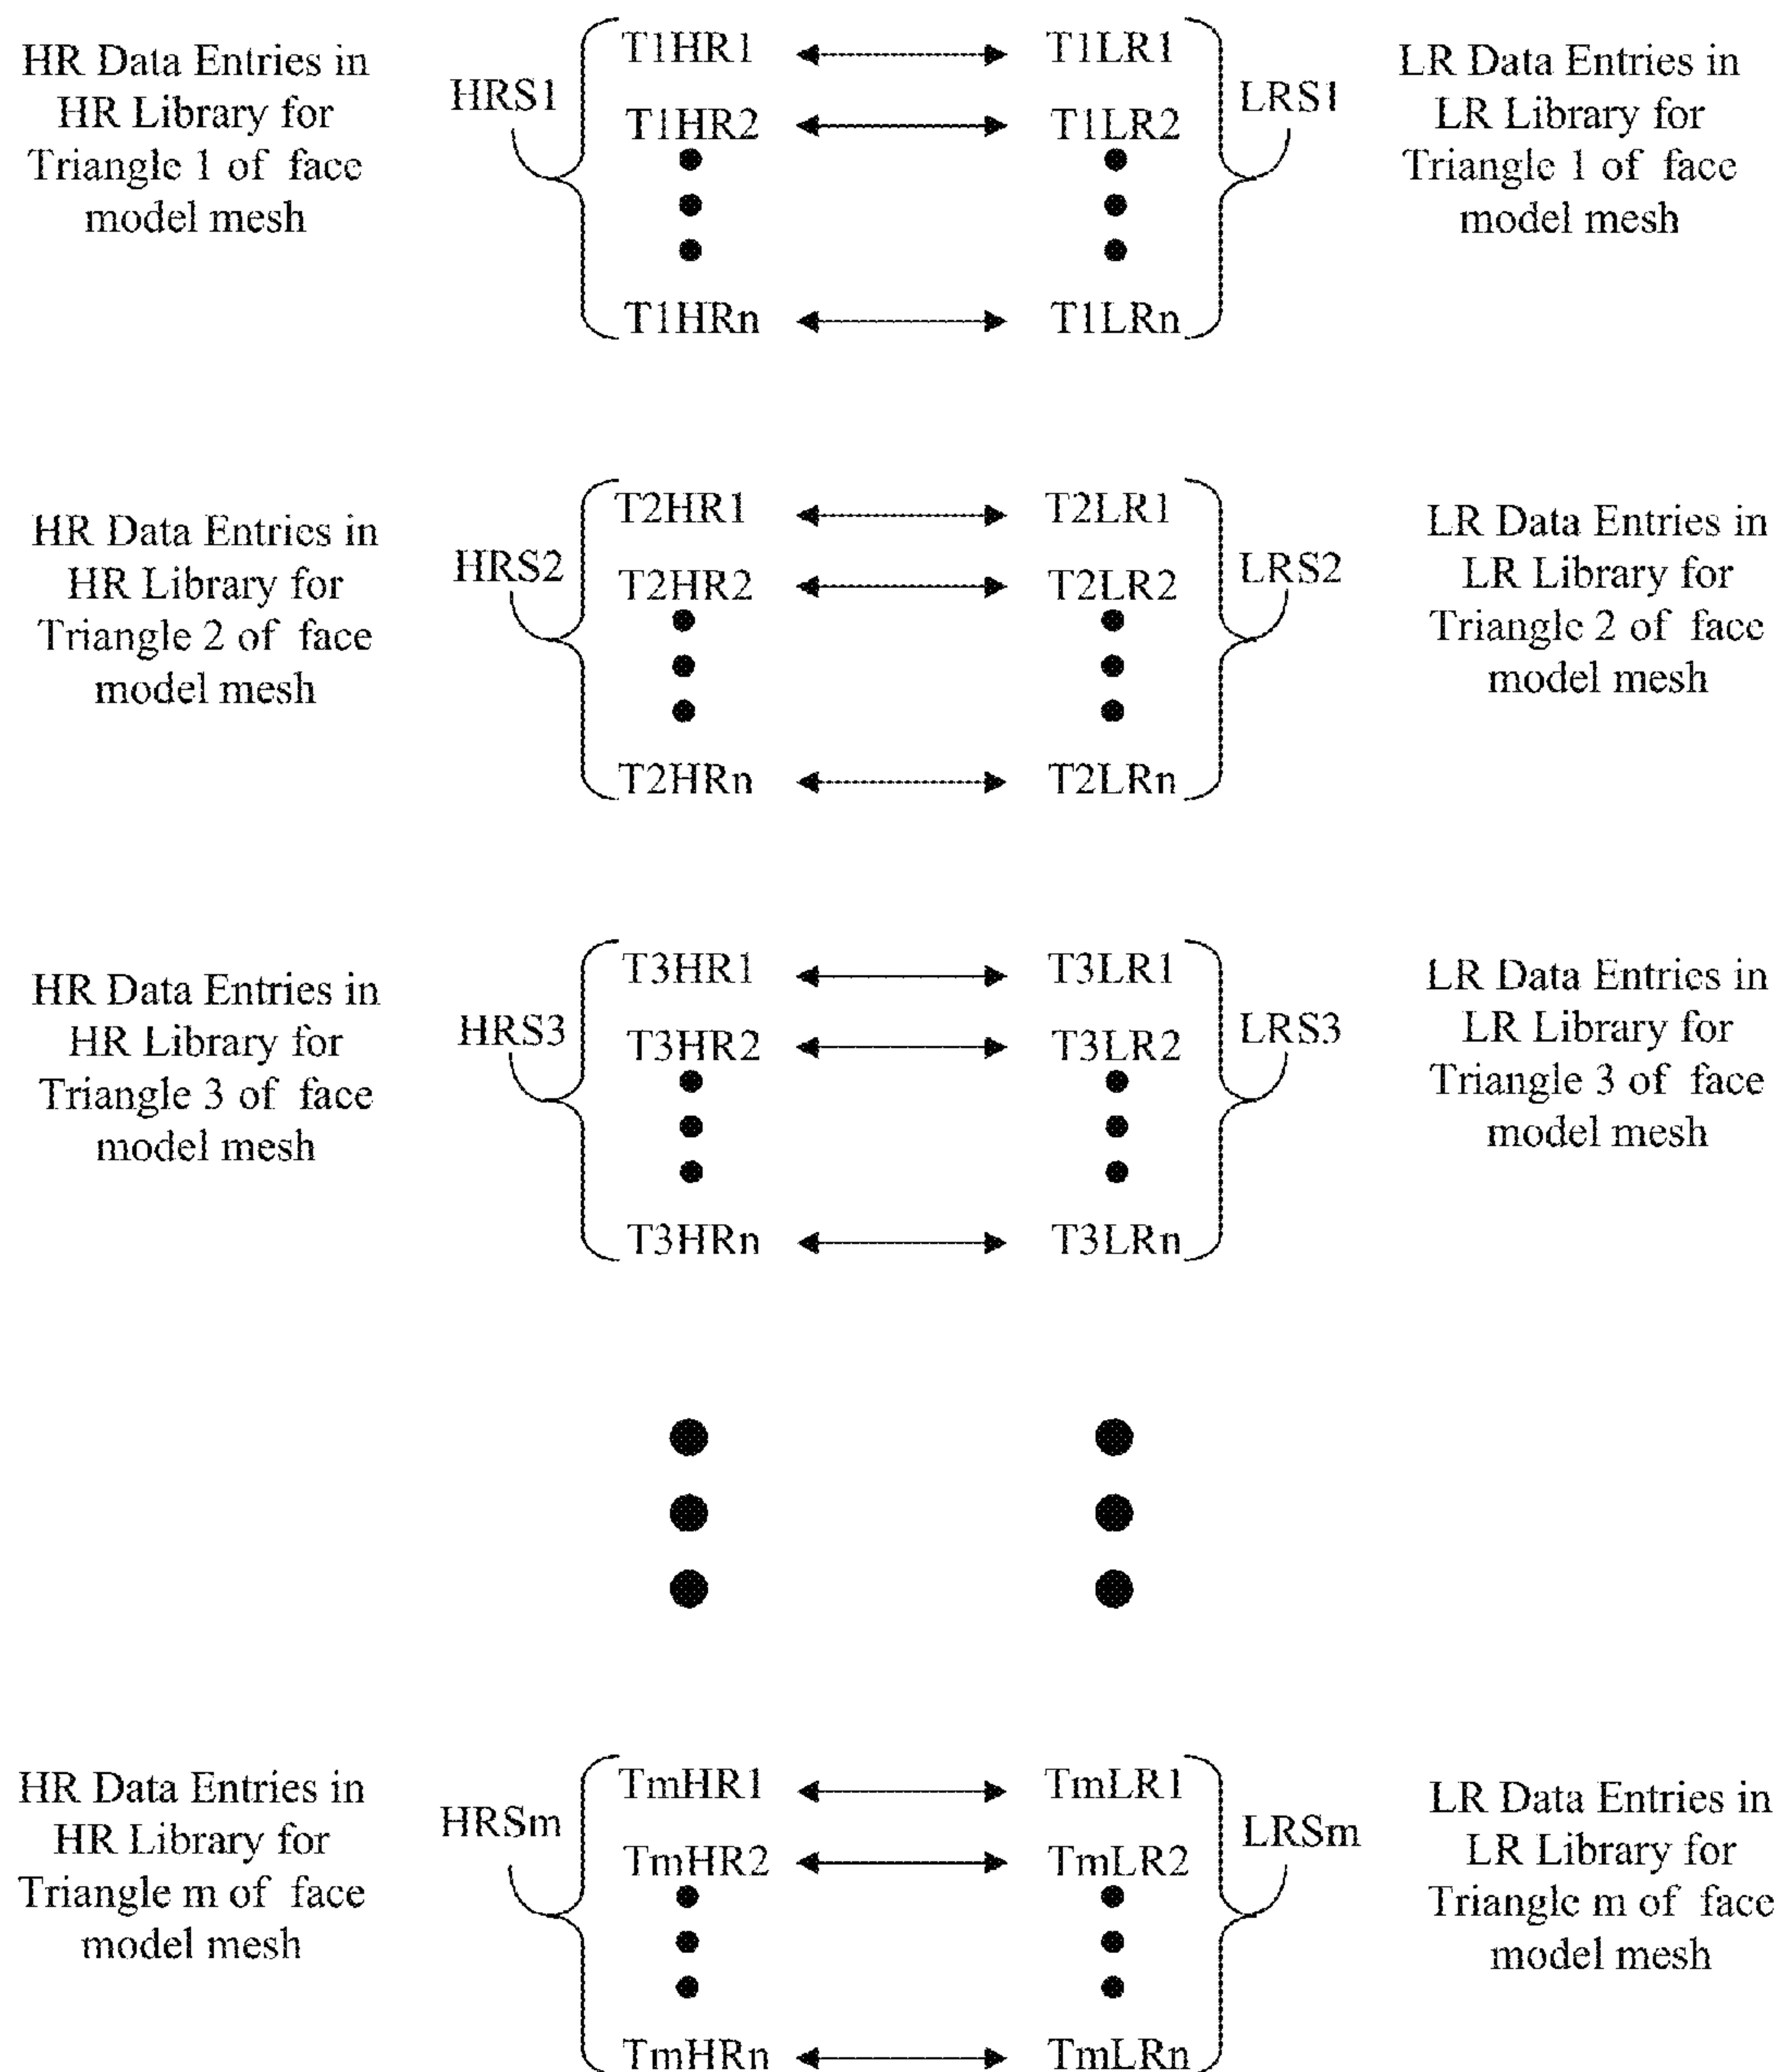 HR Data Entries in
HR Library for
Triangle 1 of face
model mesh
HRS1
T1HR1
T1LR1
T1HR2
T1LR2
T1HRn
T1LRn
LRS1
LR Data Entries in
LR Library for
Triangle 1 of face
model mesh
HR Data Entries in
HR Library for
Triangle 2 of face
model mesh
HRS2
T2HR1
T2LR1
T2HR2
T2LR2
T2HRn
T2LRn
LRS2
LR Data Entries in
LR Library for
Triangle 2 of face
model mesh
HR Data Entries in
HR Library for
Triangle 3 of face
model mesh
HRS3
T3HR1
T3LR1
T3HR2
T3LR2
T3HRn
T3LRn
LRS3
LR Data Entries in
LR Library for
Triangle 3 of face
model mesh
HR Data Entries in
HR Library for
Triangle m of face
model mesh
HRSm
TmHR1
TmLR1
TmHR2
TmLR2
TmHRn
TmLRn
LRSm
LR Data Entries in
LR Library for
Triangle m of face
model mesh